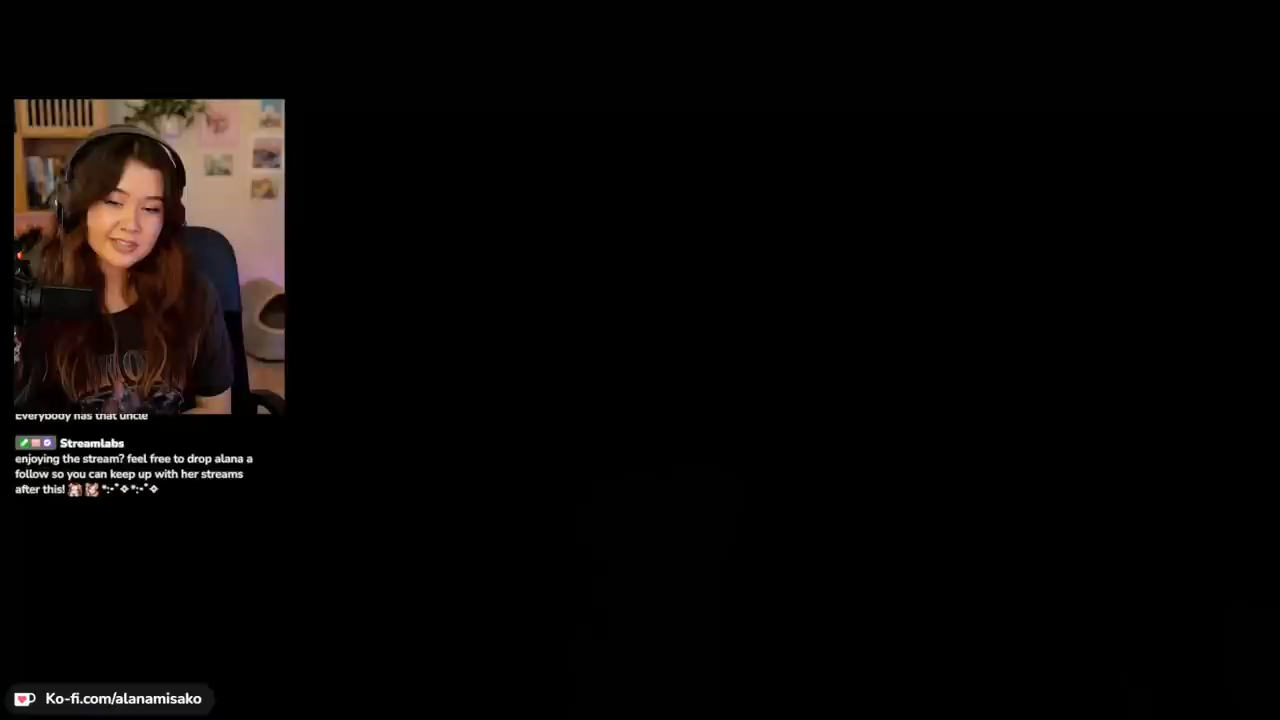 Everybody has that uncle
Streamlabs
enjoying the stream? feel free to drop alana a
follow so you can keep up with her streams
after this! *:･ﾟ✧*:･ﾟ✧
Ko-fi.com/alanamisako